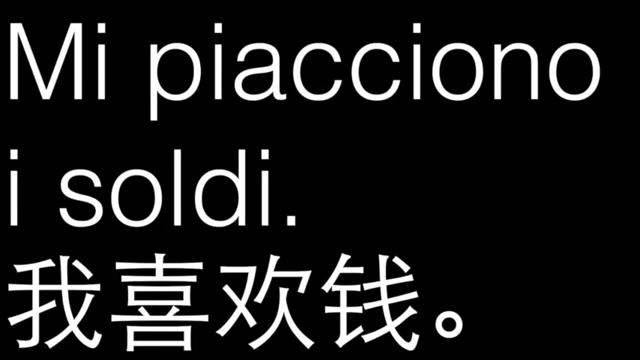 Mi piacciono
i soldi.
我喜欢钱。